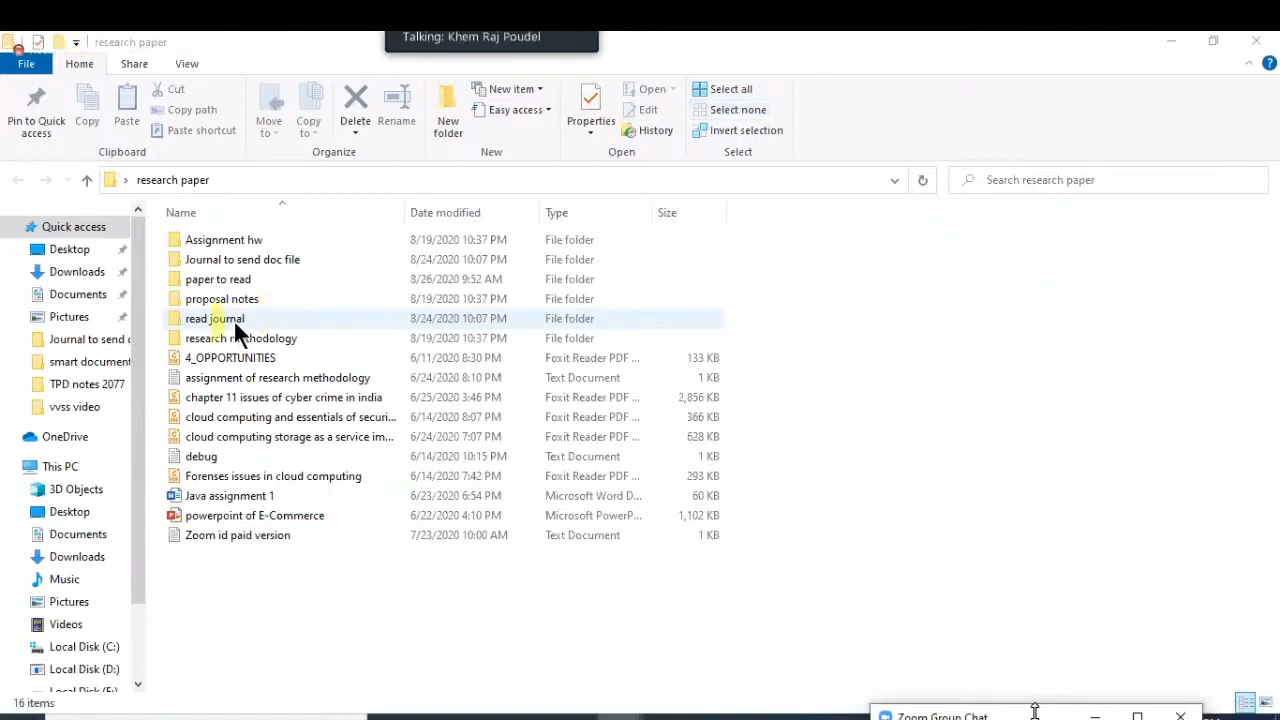 research paper
Talking: Khem Raj Poudel
File Home Share View
Pin to Quick access
Copy
Paste
Cut
Copy path
Paste shortcut
Clipboard
Move to
Copy to
Delete
Rename
Organize
New folder
New item
Easy access
New
Properties
Open
Edit
History
Open
Select all
Select none
Invert selection
Select
› research paper
Search research paper
Name Date modified Type Size
Quick access
Desktop
Downloads
Documents
Pictures
Journal to send d
smart document
TPD notes 2077
vvss video
OneDrive
This PC
3D Objects
Desktop
Documents
Downloads
Music
Pictures
Videos
Local Disk (C:)
Local Disk (D:)
Local Disk (E:)
Assignment hw 8/19/2020 10:37 PM File folder
Journal to send doc file 8/24/2020 10:07 PM File folder
paper to read 8/26/2020 9:52 AM File folder
proposal notes 8/19/2020 10:37 PM File folder
read journal 8/24/2020 10:07 PM File folder
research methodology 8/19/2020 10:37 PM File folder
4_OPPORTUNITIES 6/11/2020 8:30 PM Foxit Reader PDF ... 133 KB
assignment of research methodology 6/24/2020 8:10 PM Text Document 1 KB
chapter 11 issues of cyber crime in india 6/25/2020 3:46 PM Foxit Reader PDF ... 2,856 KB
cloud computing and essentials of securi... 6/14/2020 8:07 PM Foxit Reader PDF ... 366 KB
cloud computing storage as a service im... 6/24/2020 7:07 PM Foxit Reader PDF ... 628 KB
debug 6/14/2020 10:15 PM Text Document 1 KB
Forenses issues in cloud computing 6/14/2020 7:42 PM Foxit Reader PDF ... 293 KB
Java assignment 1 6/23/2020 6:54 PM Microsoft Word D... 60 KB
powerpoint of E-Commerce 6/22/2020 4:10 PM Microsoft PowerP... 1,102 KB
Zoom id paid version 7/23/2020 10:00 AM Text Document 1 KB
16 items
Zoom Group Chat